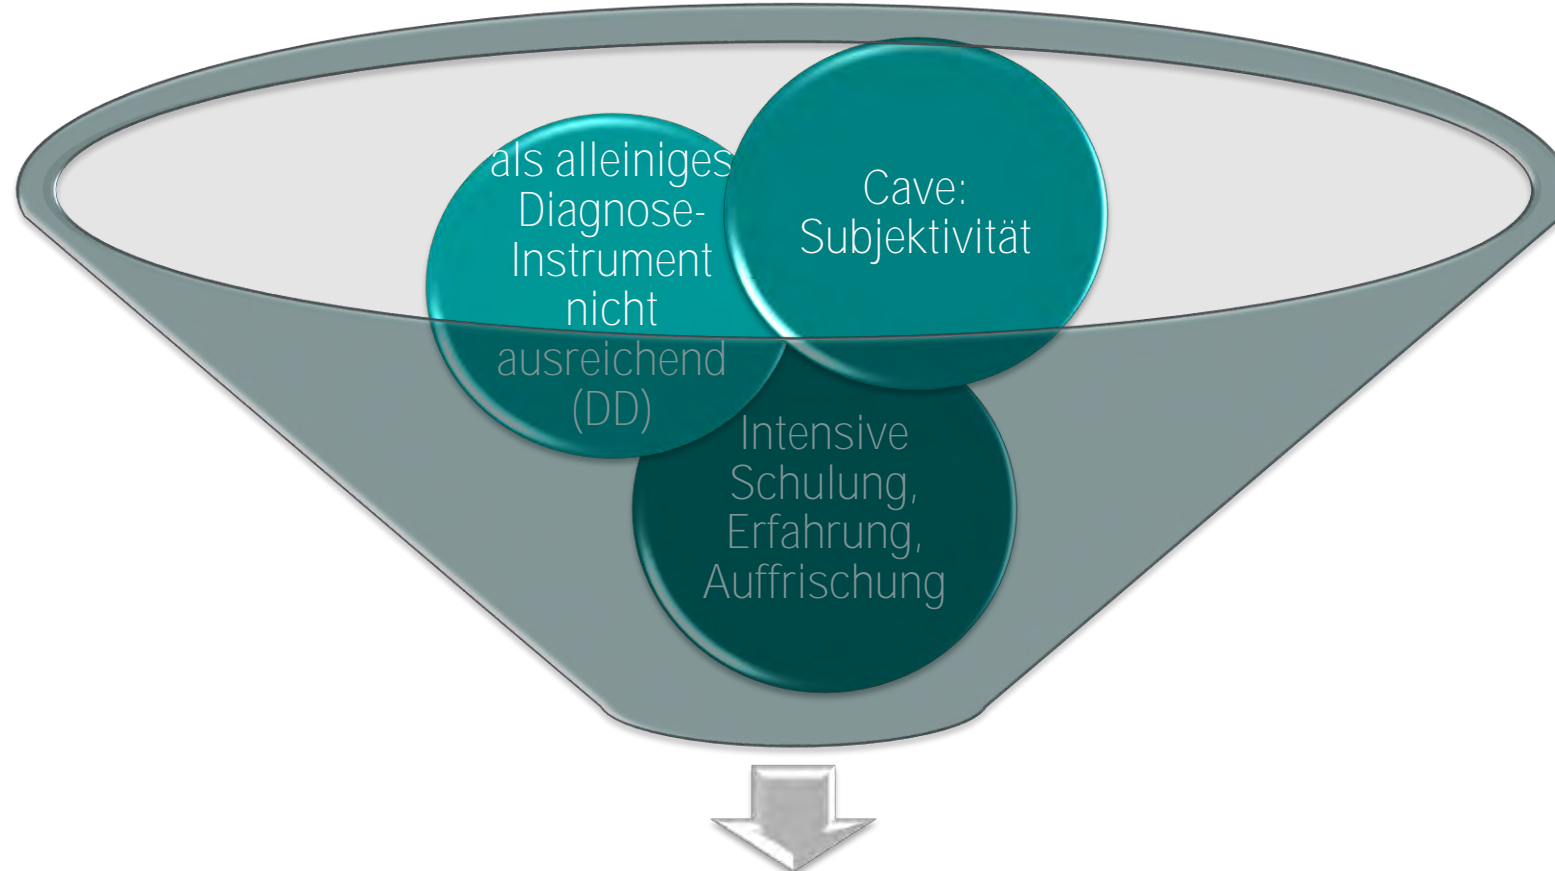 als alleiniges
Diagnose-
Instrument
nicht
ausreichend
(DD)
Cave:
Subjektivität
Intensive
Schulung,
Erfahrung,
Auffrischung